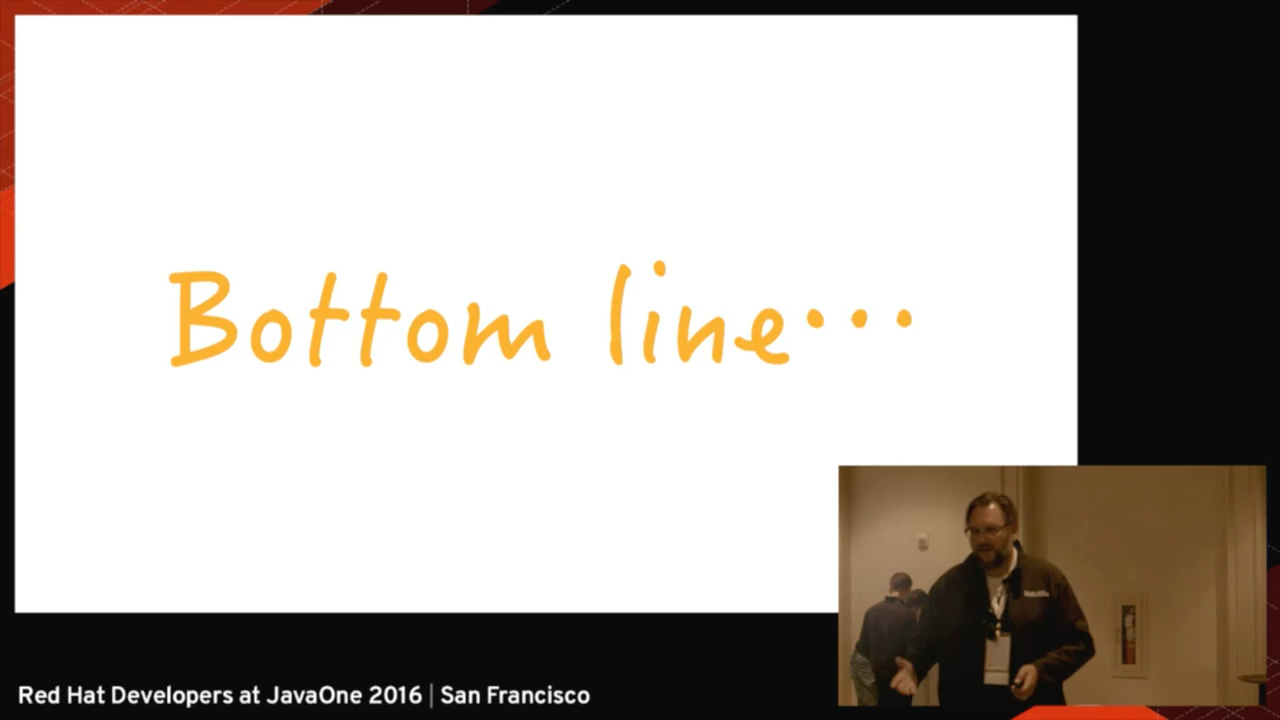 Bottom line...
Red Hat Developers at JavaOne 2016 | San Francisco